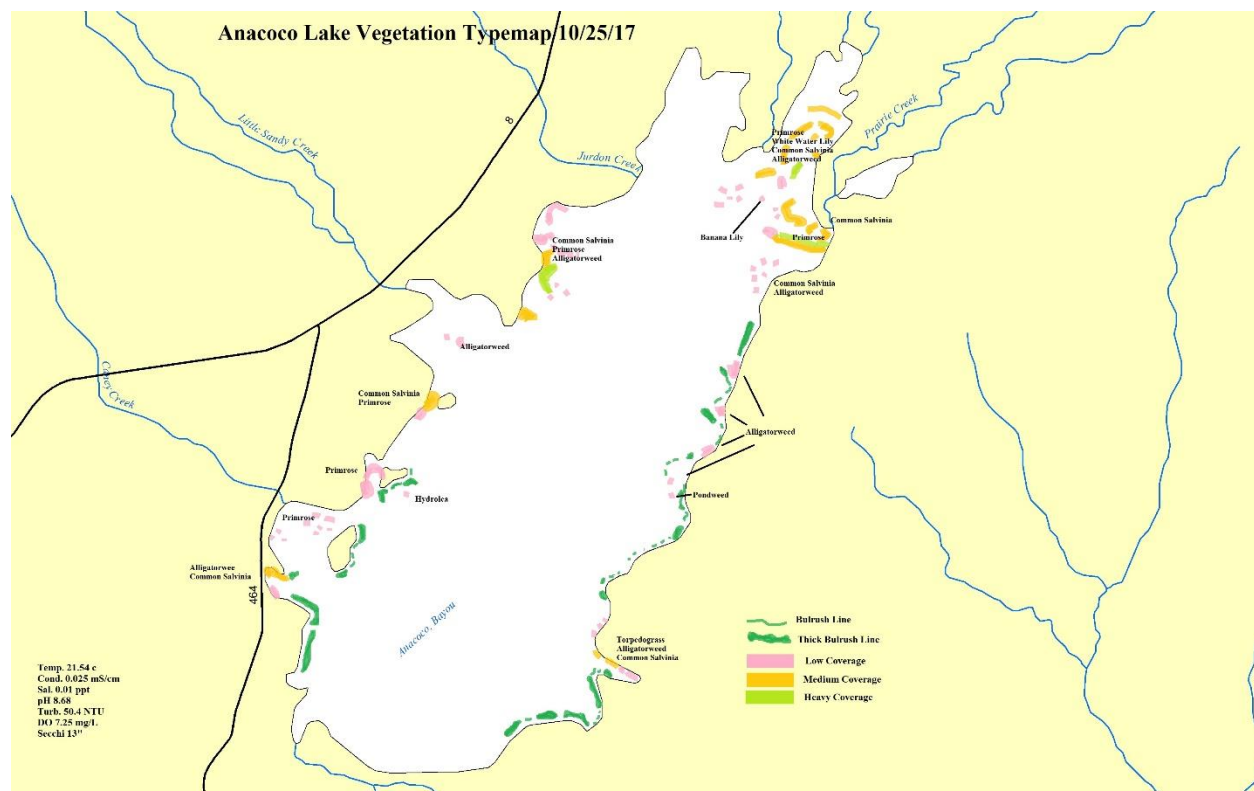 Anacoco Lake Vegetation Typemap 10/25/17
Little Sandy Creek
8
Jurdon Creek
Prairie Creek
Primrose
White Water Lily
Common Salvinia
Alligatorweed
Common Salvinia
Banana Lily
Primrose
Common Salvinia
Primrose
Alligatorweed
Common Salvinia
Alligatorweed
Alligatorweed
Caney Creek
Common Salvinia
Primrose
Alligatorweed
Primrose
Hydrolea
Pondweed
Primrose
Alligatorwee
Common Salvinia
464
Anacoco, Bayou
Torpedograss
Alligatorweed
Common Salvinia
Bulrush Line
Thick Bulrush Line
Low Coverage
Medium Coverage
Heavy Coverage
Temp. 21.54 c
Cond. 0.025 mS/cm
Sal. 0.01 ppt
pH 8.68
Turb. 50.4 NTU
DO 7.25 mg/L
Secchi 13"